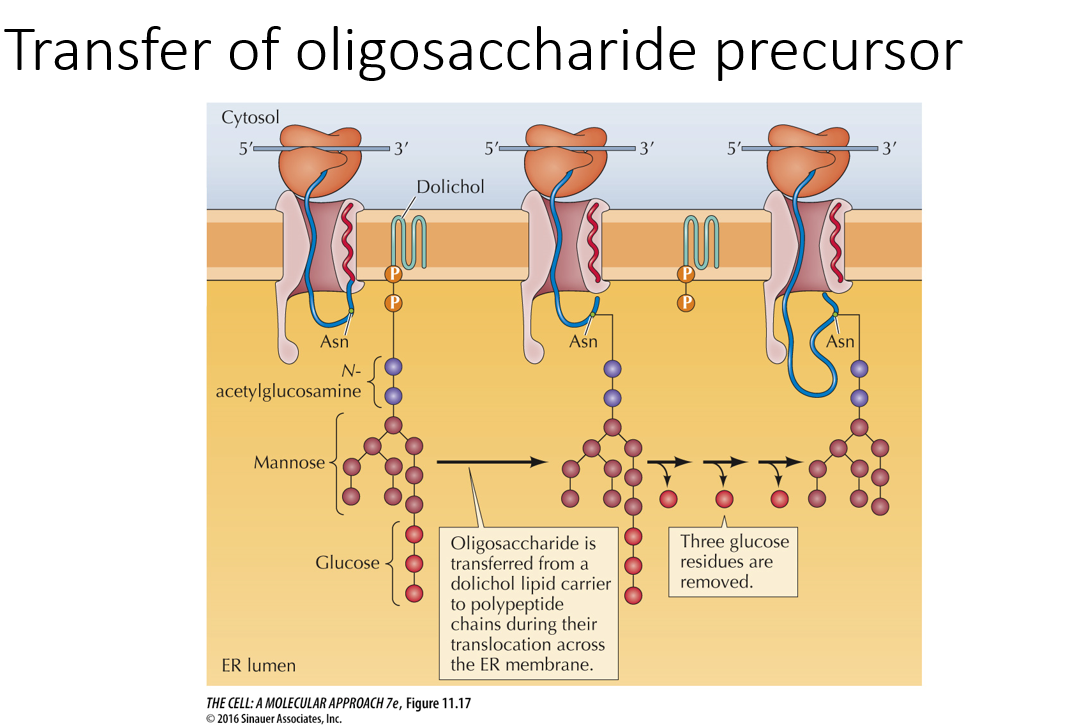 Transfer of oligosaccharide precursor
Cytosol
5′ 3′ 5′ 3′ 5′ 3′
Dolichol
P P
P P
Asn Asn Asn
N-
acetylglucosamine
Mannose
Glucose
Oligosaccharide is
transferred from a
dolichol lipid carrier
to polypeptide
chains during their
translocation across
the ER membrane.
Three glucose
residues are
removed.
ER lumen
THE CELL: A MOLECULAR APPROACH 7e, Figure 11.17
© 2016 Sinauer Associates, Inc.